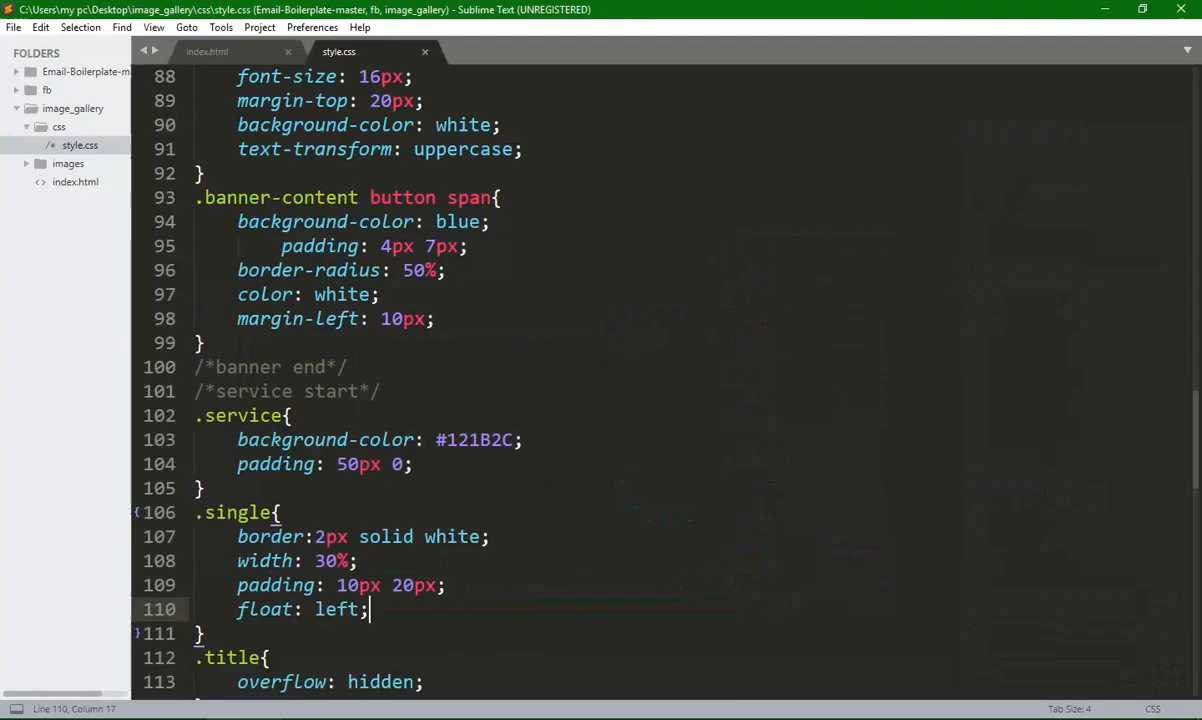 C:\Users\my pc\Desktop\image_gallery\css\style.css (Email-Boilerplate-master, fb, image_gallery) - Sublime Text (UNREGISTERED)
File Edit Selection Find View Goto Tools Project Preferences Help
FOLDERS
Email-Boilerplate-m
fb
image_gallery
css
style.css
images
index.html
index.html style.css
88 font-size: 16px;
89 margin-top: 20px;
90 background-color: white;
91 text-transform: uppercase;
92 }
93 .banner-content button span{
94 background-color: blue;
95 padding: 4px 7px;
96 border-radius: 50%;
97 color: white;
98 margin-left: 10px;
99 }
100 /*banner end*/
101 /*service start*/
102 .service{
103 background-color: #121B2C;
104 padding: 50px 0;
105 }
106 .single{
107 border:2px solid white;
108 width: 30%;
109 padding: 10px 20px;
110 float: left;
111 }
112 .title{
113 overflow: hidden;
Line 110, Column 17
Tab Size: 4
CSS